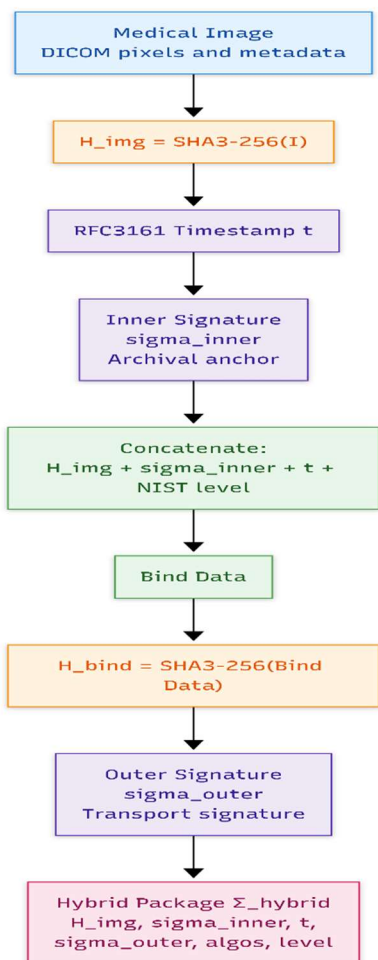 Medical Image
DICOM pixels and metadata
H_img = SHA3-256(I)
RFC3161 Timestamp t
Inner Signature
sigma_inner
Archival anchor
Concatenate:
H_img + sigma_inner + t +
NIST level
Bind Data
H_bind = SHA3-256(Bind
Data)
Outer Signature
sigma_outer
Transport signature
Hybrid Package Σ_hybrid
H_img, sigma_inner, t,
sigma_outer, algos, level